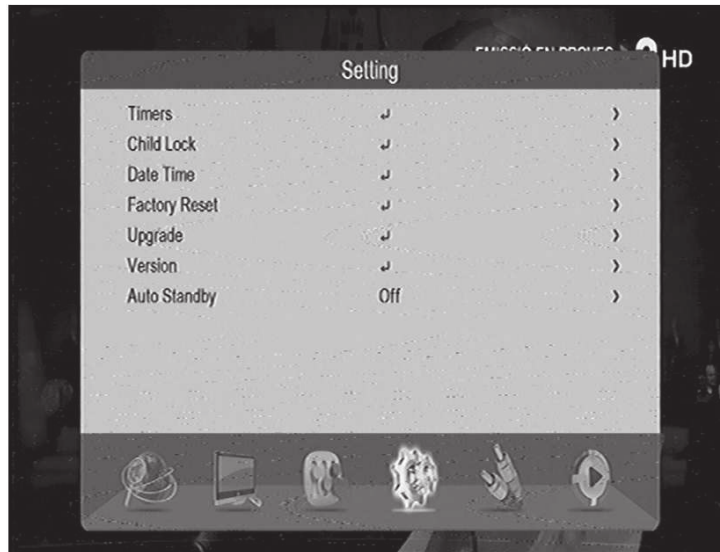 EMISSIÓ EN PROVES
HD
Setting
Timers
Child Lock
Date Time
Factory Reset
Upgrade
Version
Auto Standby Off